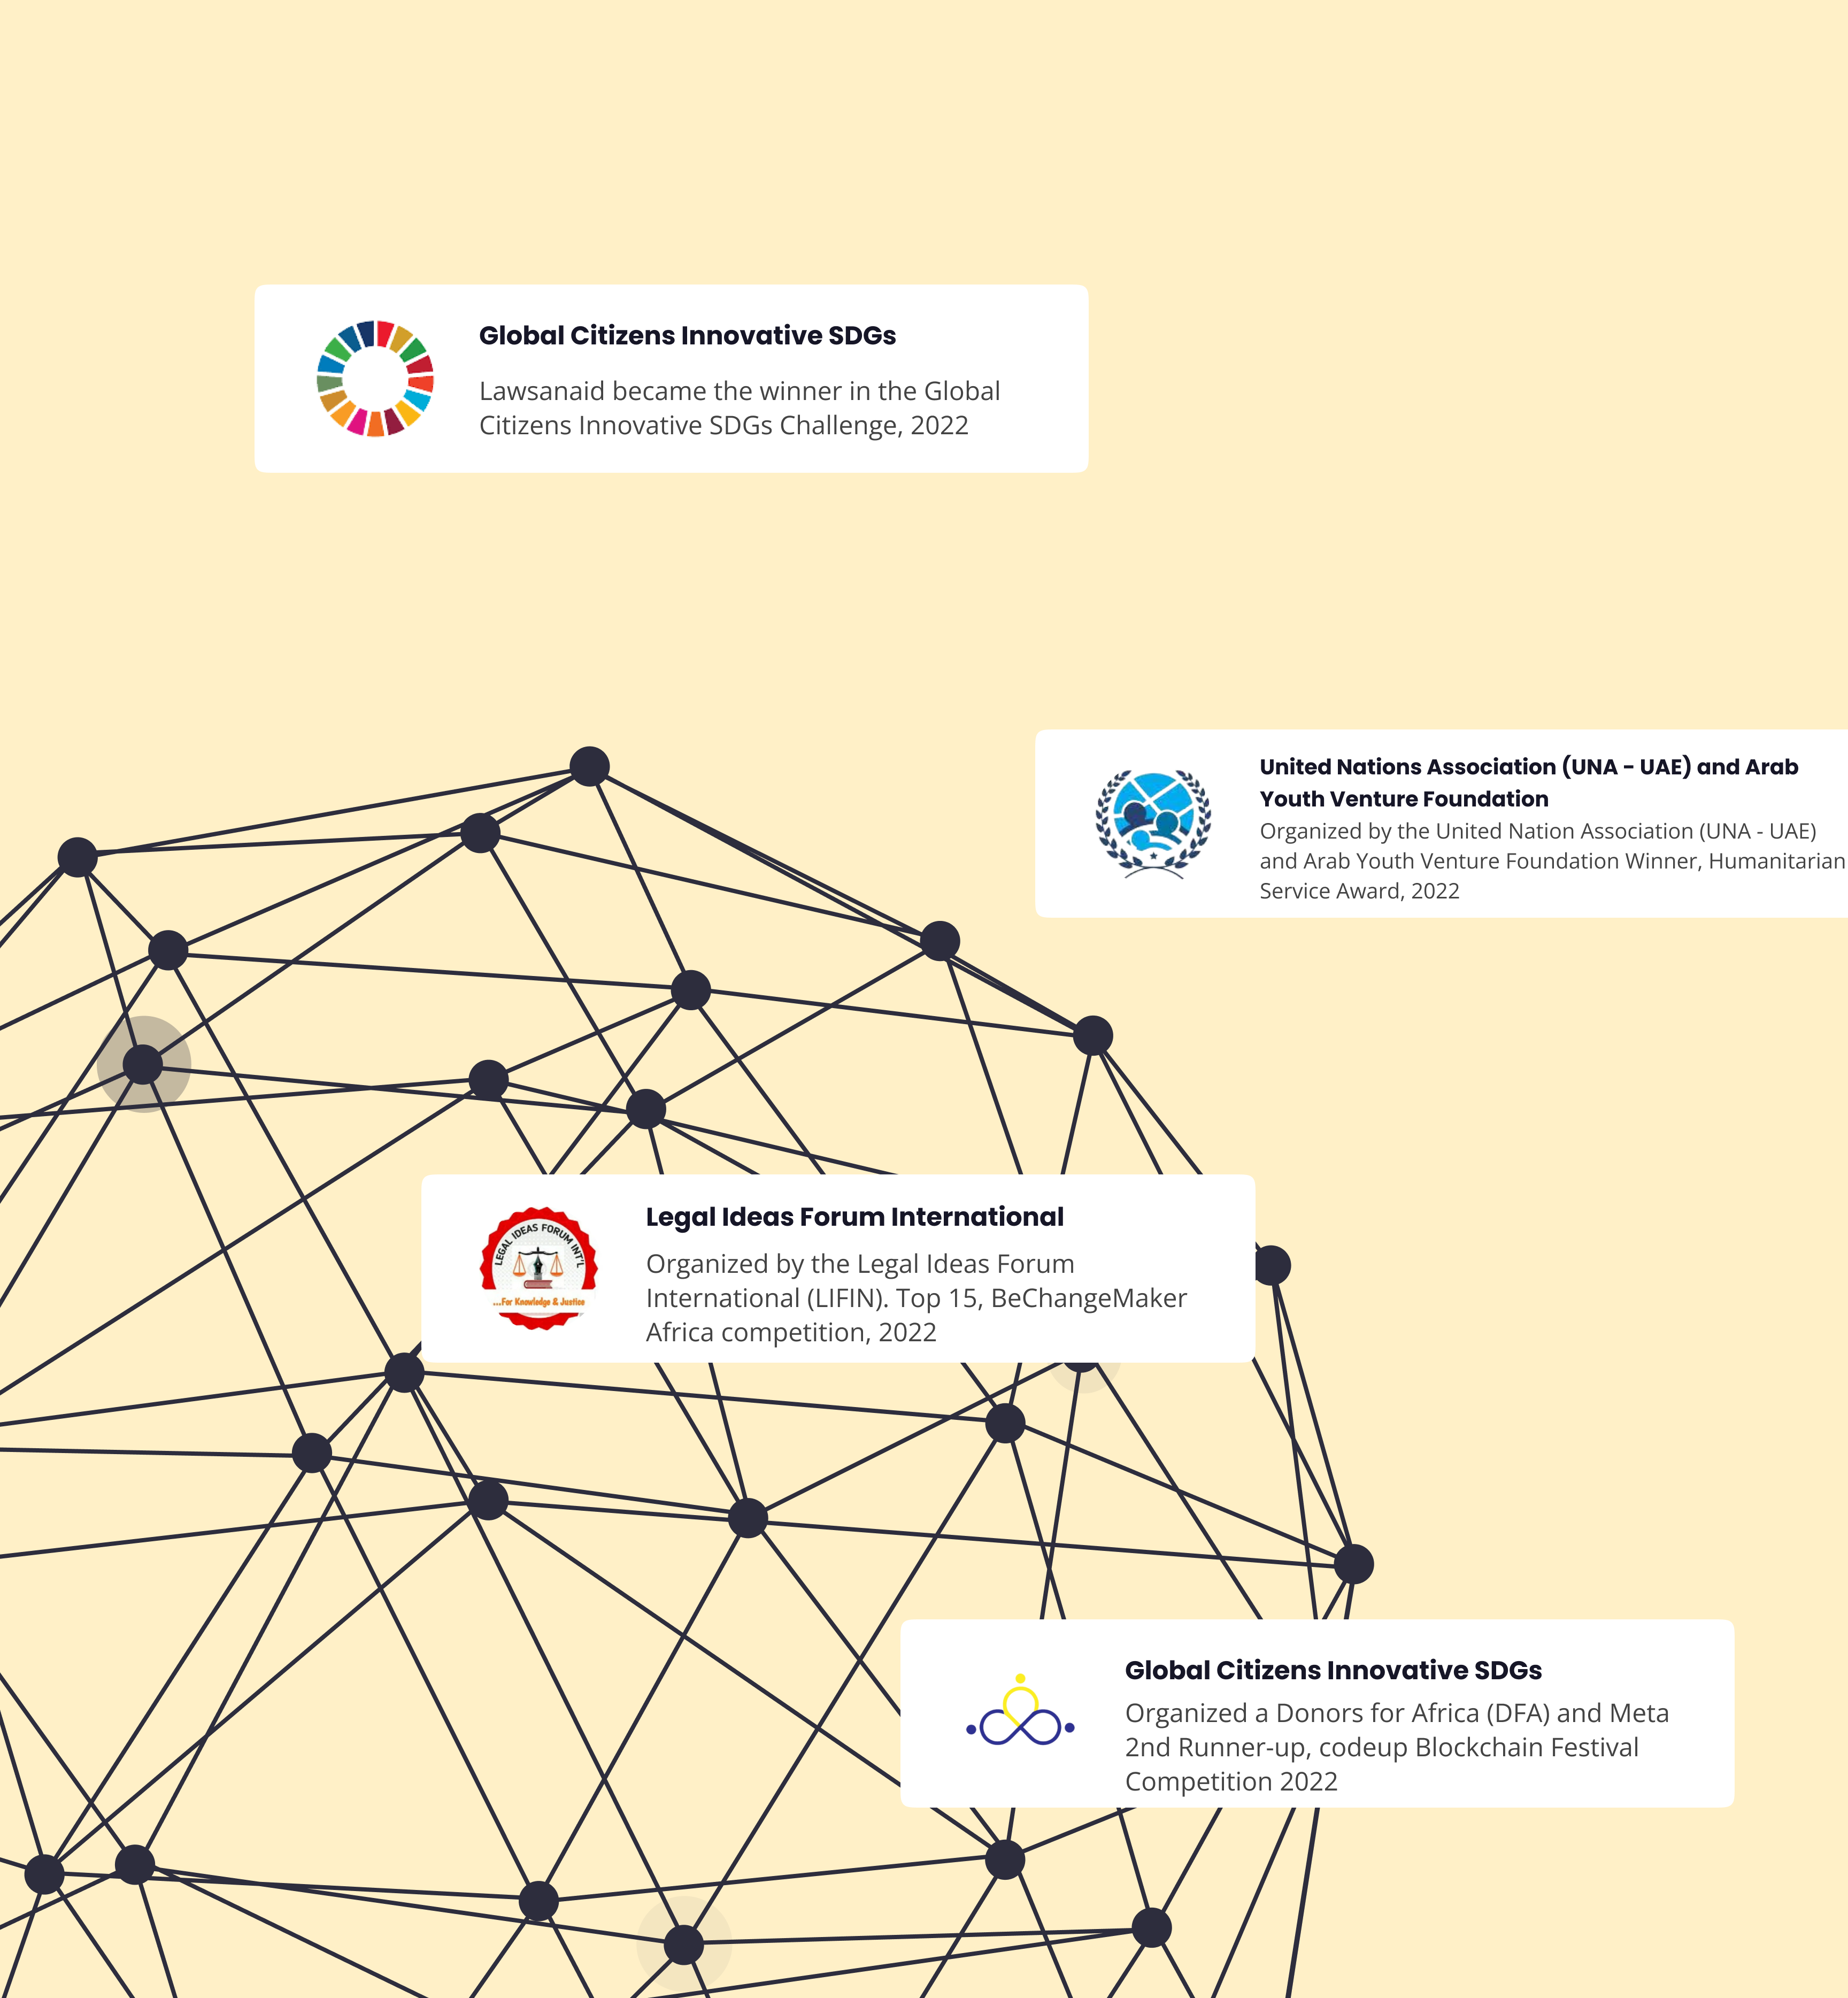 Global Citizens Innovative SDGs
Lawsanaid became the winner in the Global
Citizens Innovative SDGs Challenge, 2022
United Nations Association (UNA - UAE) and Arab
Youth Venture Foundation
Organized by the United Nation Association (UNA - UAE)
and Arab Youth Venture Foundation Winner, Humanitarian
Service Award, 2022
LEGAL IDEAS FORUM INT'L
...For Knowledge & Justice
Legal Ideas Forum International
Organized by the Legal Ideas Forum
International (LIFIN). Top 15, BeChangeMaker
Africa competition, 2022
Global Citizens Innovative SDGs
Organized a Donors for Africa (DFA) and Meta
2nd Runner-up, codeup Blockchain Festival
Competition 2022